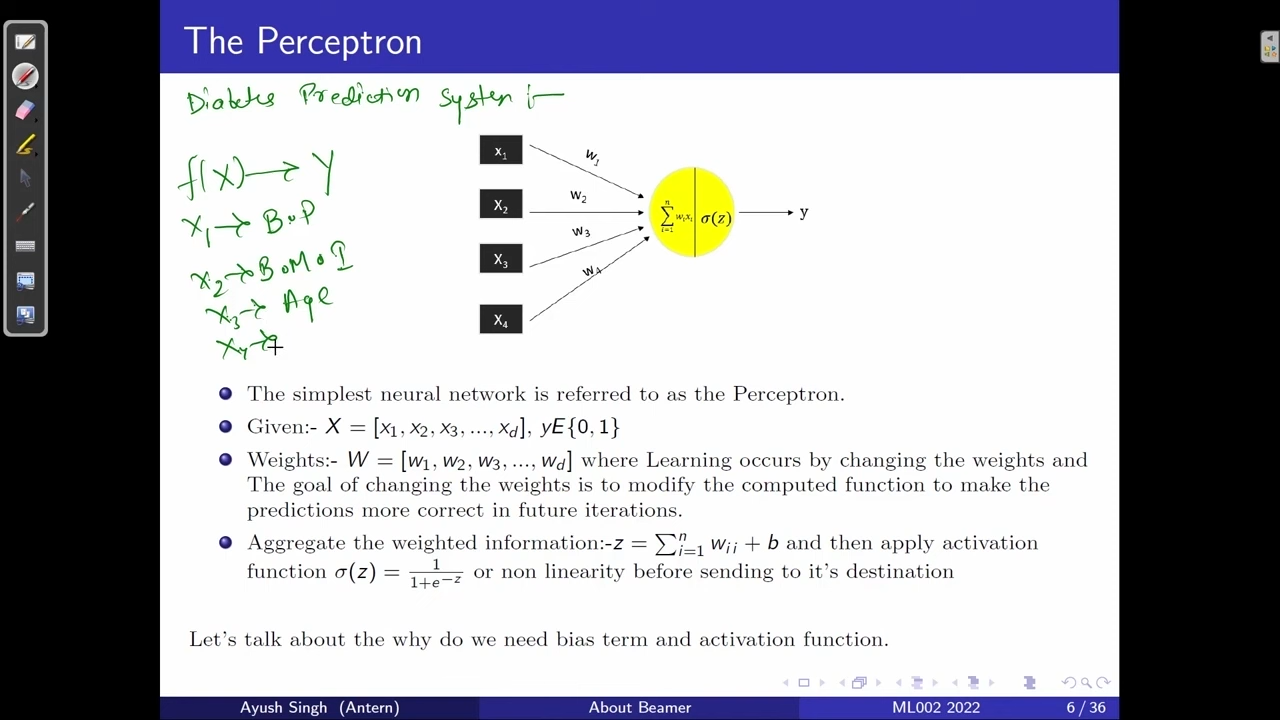 The Perceptron
Diabetes Prediction System :-
f(X) → Y
X₁ → B.P
X₂ → B.M.I
X₃ → Age
X₄ →
x₁
X₂
X₃
X₄
w₁
w₂
w₃
w₄
∑ⁿᵢ₌₁ wᵢxᵢ | σ(z)
y
The simplest neural network is referred to as the Perceptron.
Given:- X = [x₁, x₂, x₃, ..., x_d], yE{0, 1}
Weights:- W = [w₁, w₂, w₃, ..., w_d] where Learning occurs by changing the weights and
The goal of changing the weights is to modify the computed function to make the
predictions more correct in future iterations.
Aggregate the weighted information:-z = ∑ⁿᵢ₌₁ wᵢᵢ + b and then apply activation
function σ(z) = 1/(1+e^−z) or non linearity before sending to it's destination
Let's talk about the why do we need bias term and activation function.
Ayush Singh (Antern) About Beamer ML002 2022 6 / 36